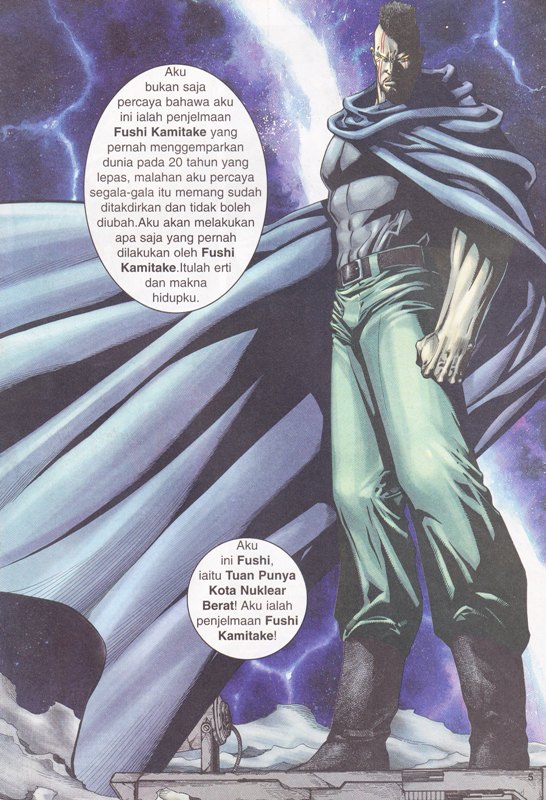 Aku
bukan saja
percaya bahawa aku
ini ialah penjelmaan
Fushi Kamitake yang
pernah menggemparkan
dunia pada 20 tahun yang
lepas, malahan aku percaya
segala-gala itu memang sudah
ditakdirkan dan tidak boleh
diubah.Aku akan melakukan
apa saja yang pernah
dilakukan oleh Fushi
Kamitake.Itulah erti
dan makna
hidupku.
Aku
ini Fushi,
iaitu Tuan Punya
Kota Nuklear
Berat! Aku ialah
penjelmaan Fushi
Kamitake!
5